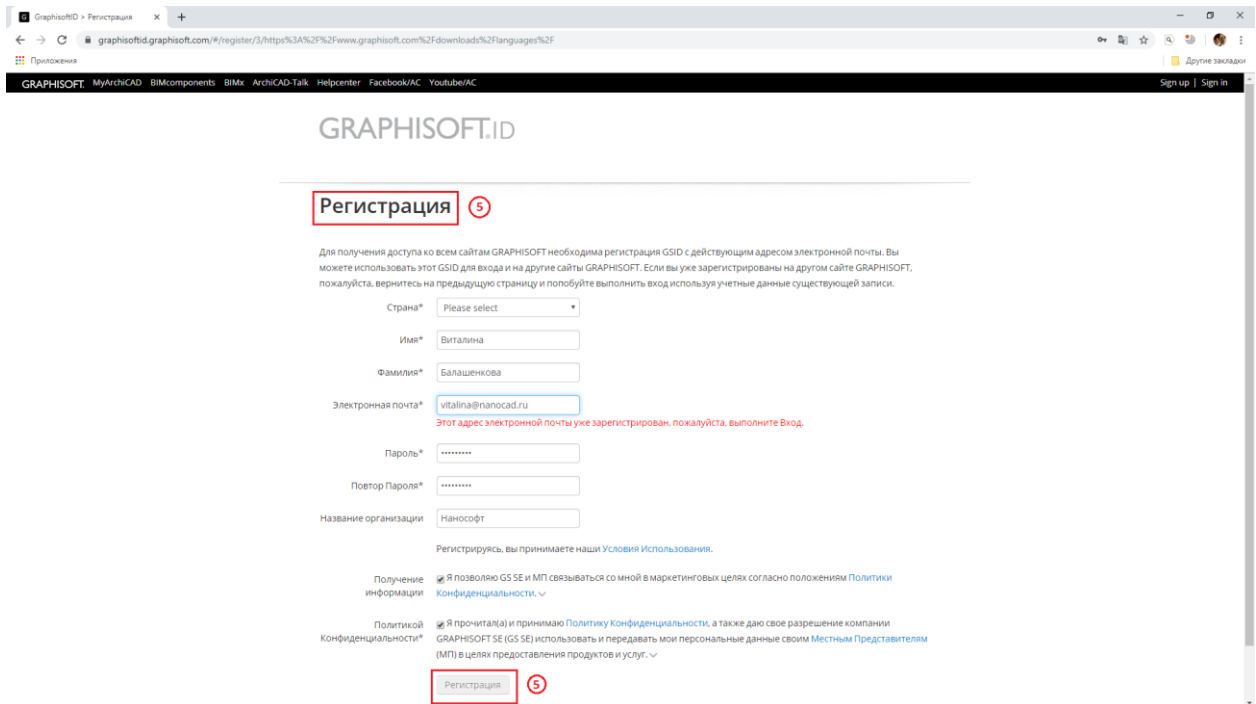 GraphisoftID > Регистрация
graphisoftid.graphisoft.com/#/register/3/https%3A%2F%2Fwww.graphisoft.com%2Fdownloads%2Flanguages%2F
Приложения
Другие закладки
GRAPHISOFT. MyArchiCAD BIMcomponents BIMx ArchiCAD-Talk Helpcenter Facebook/AC Youtube/AC
Sign up | Sign in
GRAPHISOFT.ID
Регистрация 5
Для получения доступа ко всем сайтам GRAPHISOFT необходима регистрация GSID с действующим адресом электронной почты. Вы
можете использовать этот GSID для входа и на другие сайты GRAPHISOFT. Если вы уже зарегистрированы на другом сайте GRAPHISOFT,
пожалуйста, вернитесь на предыдущую страницу и попобуйте выполнить вход используя учетные данные существующей записи.
Страна* Please select
Имя* Виталина
Фамилия* Балашенкова
Электронная почта* vitalina@nanocad.ru
Этот адрес электронной почты уже зарегистрирован, пожалуйста, выполните Вход.
Пароль* •••••••••
Повтор Пароля* •••••••••
Название организации Нанософт
Регистрируясь, вы принимаете наши Условия Использования.
Получение информации
Я позволяю GS SE и МП связываться со мной в маркетинговых целях согласно положениям Политики
Конфиденциальности.
Политикой Конфиденциальности*
Я прочитал(а) и принимаю Политику Конфиденциальности, а также даю свое разрешение компании
GRAPHISOFT SE (GS SE) использовать и передавать мои персональные данные своим Местным Представителям
(МП) в целях предоставления продуктов и услуг.
Регистрация 5